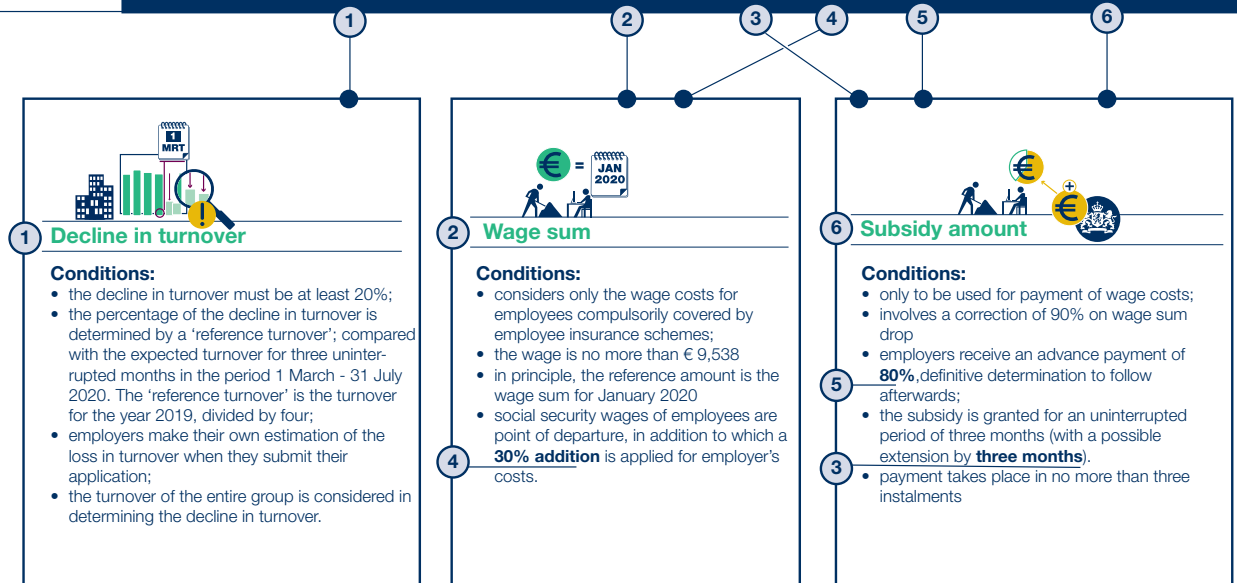 1
2
3
4
5
6
1
MRT
€
=
JAN
2020
€
+
€
!
1
Decline in turnover
Conditions:
• the decline in turnover must be at least 20%;
• the percentage of the decline in turnover is
determined by a ‘reference turnover’; compared
with the expected turnover for three uninter-
rupted months in the period 1 March - 31 July
2020. The ‘reference turnover’ is the turnover
for the year 2019, divided by four;
• employers make their own estimation of the
loss in turnover when they submit their
application;
• the turnover of the entire group is considered in
determining the decline in turnover.
2
Wage sum
Conditions:
• considers only the wage costs for
employees compulsorily covered by
employee insurance schemes;
• the wage is no more than € 9,538
• in principle, the reference amount is the
wage sum for January 2020
• social security wages of employees are
point of departure, in addition to which a
30% addition is applied for employer’s
4
costs.
6
Subsidy amount
Conditions:
• only to be used for payment of wage costs;
• involves a correction of 90% on wage sum
drop
• employers receive an advance payment of
5
80%,definitive determination to follow
afterwards;
• the subsidy is granted for an uninterrupted
period of three months (with a possible
extension by three months).
3
• payment takes place in no more than three
instalments